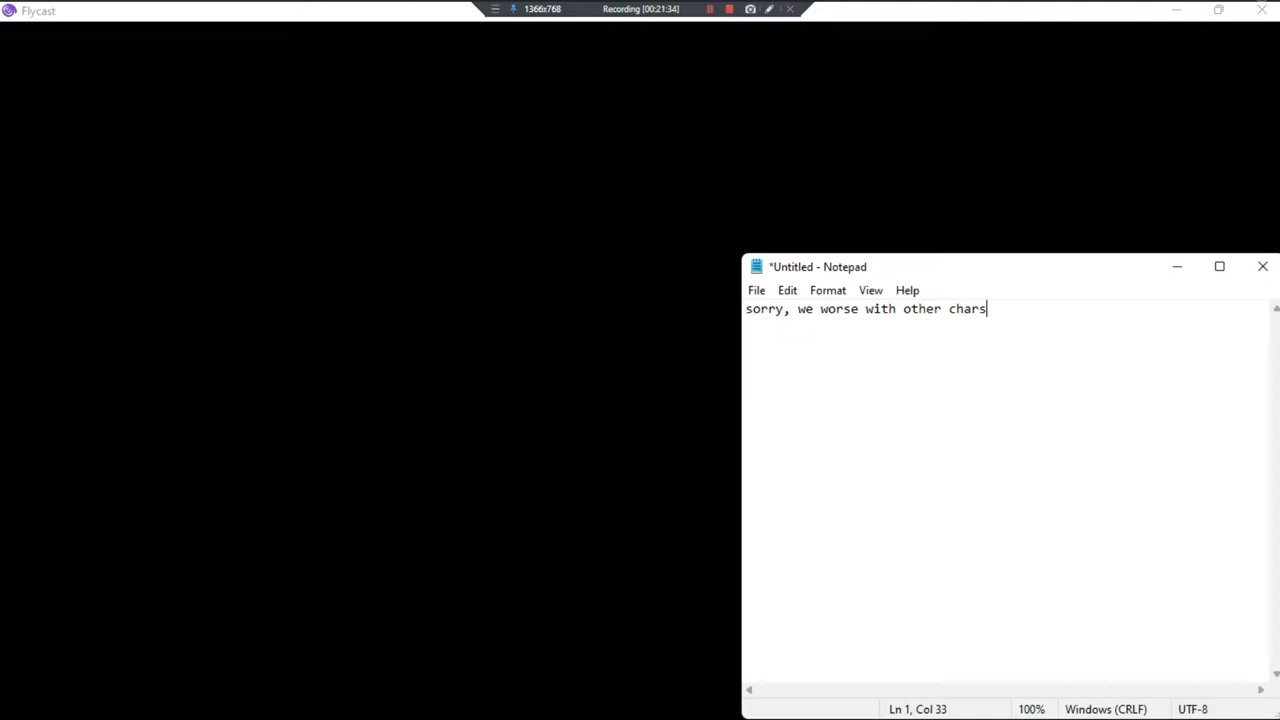 Flycast
1366x768
Recording [00:21:34]
*Untitled - Notepad
File Edit Format View Help
sorry, we worse with other chars
Ln 1, Col 33
100%
Windows (CRLF)
UTF-8